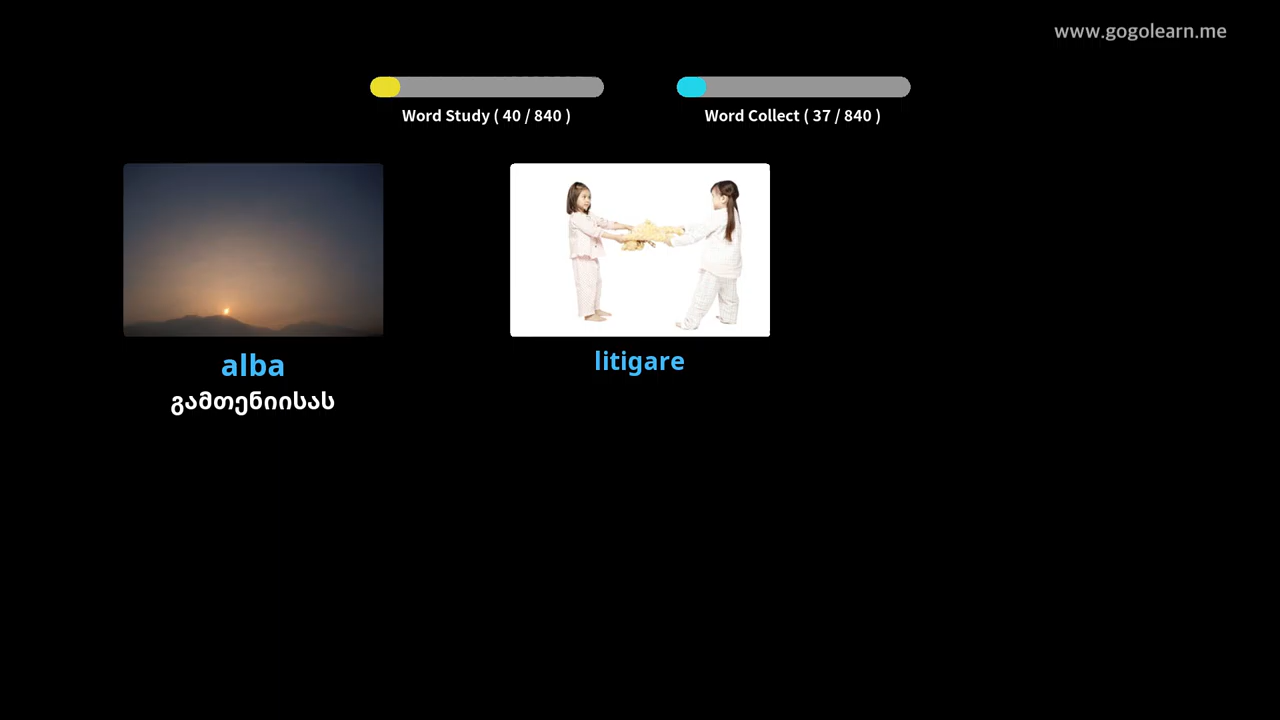 www.gogolearn.me
Word Study ( 40 / 840 )
Word Collect ( 37 / 840 )
alba
გამთენიისას
litigare